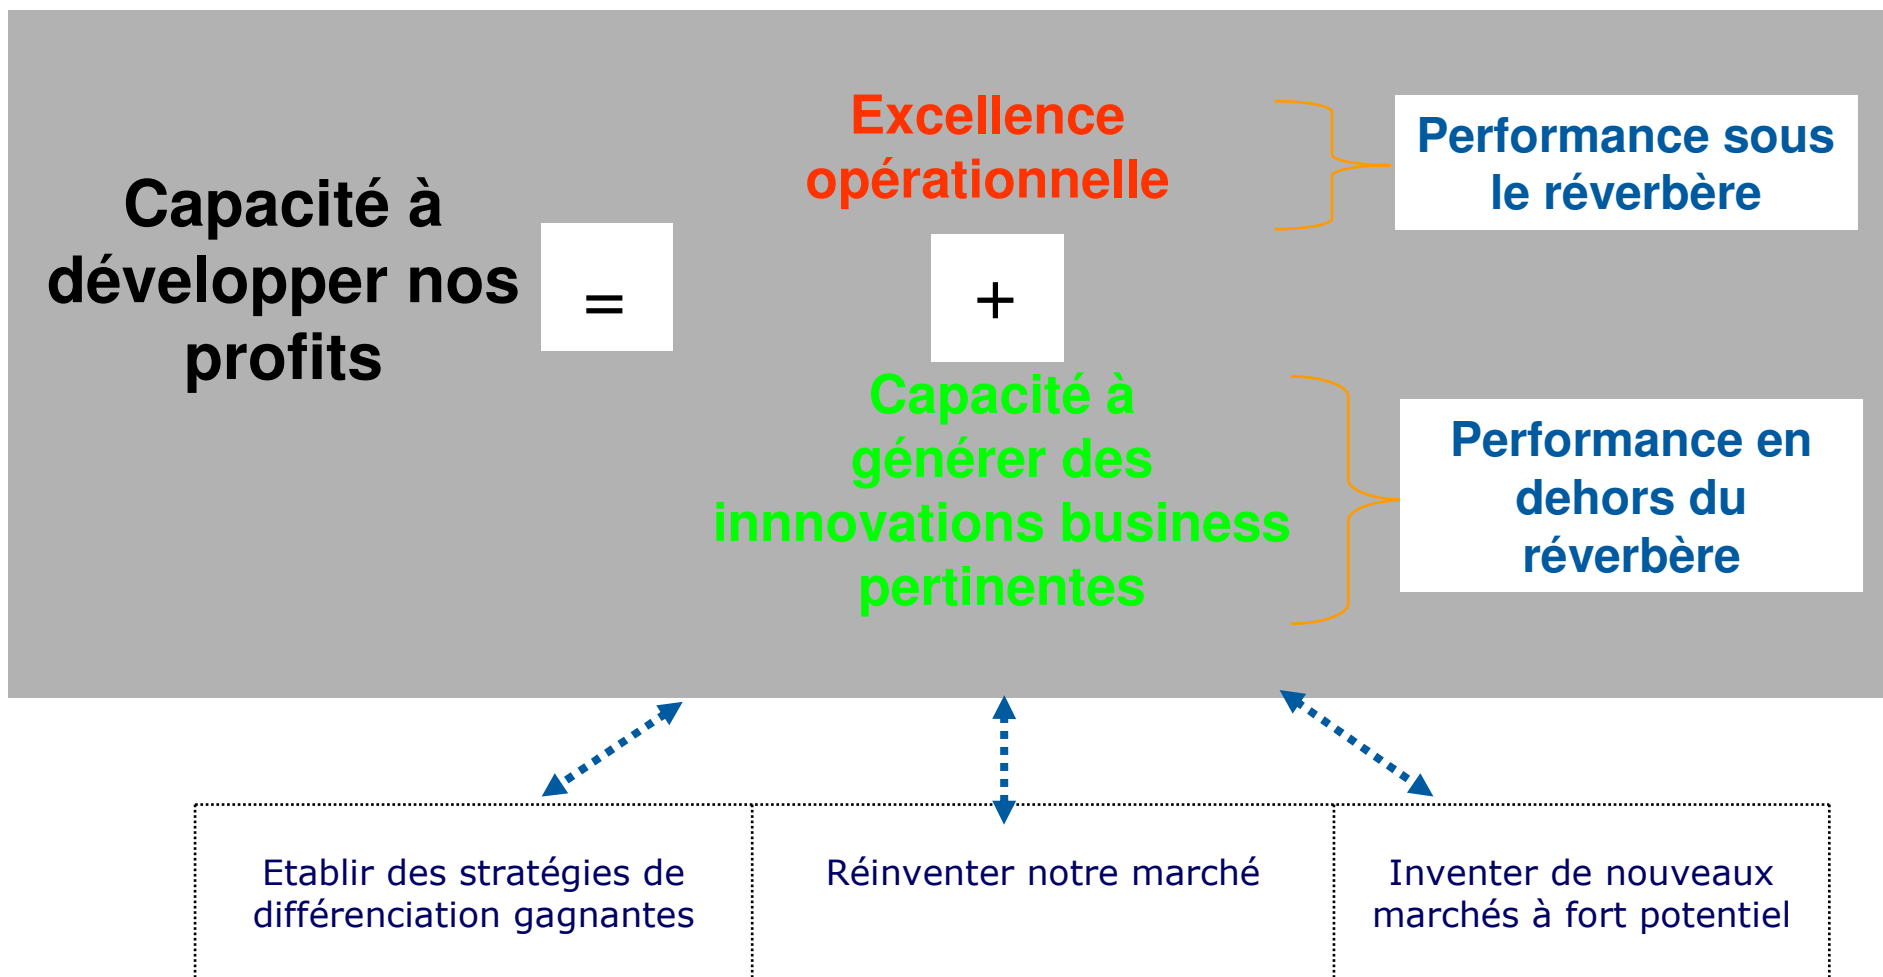 Capacité à
développer nos
profits
=
Excellence
opérationnelle
+
Capacité à
générer des
innnovations business
pertinentes
Performance sous
le réverbère
Performance en
dehors du
réverbère
Etablir des stratégies de
différenciation gagnantes
Réinventer notre marché
Inventer de nouveaux
marchés à fort potentiel